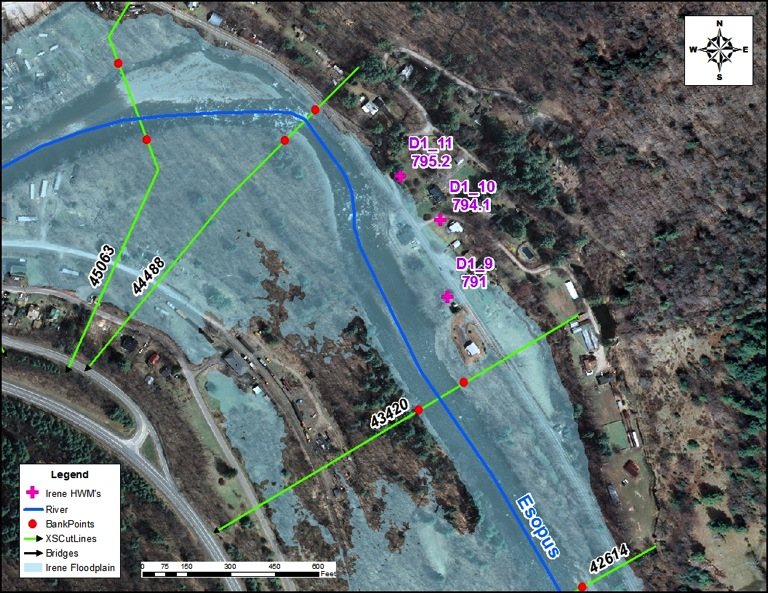 N
W E
S
D1_11
795.2
D1_10
794.1
D1_9
791
45063
44488
43420
Esopus
42614
Legend
Irene HWM's
River
BankPoints
XSCutLines
Bridges
Irene Floodplain
0 75 150 300 450 600
Feet